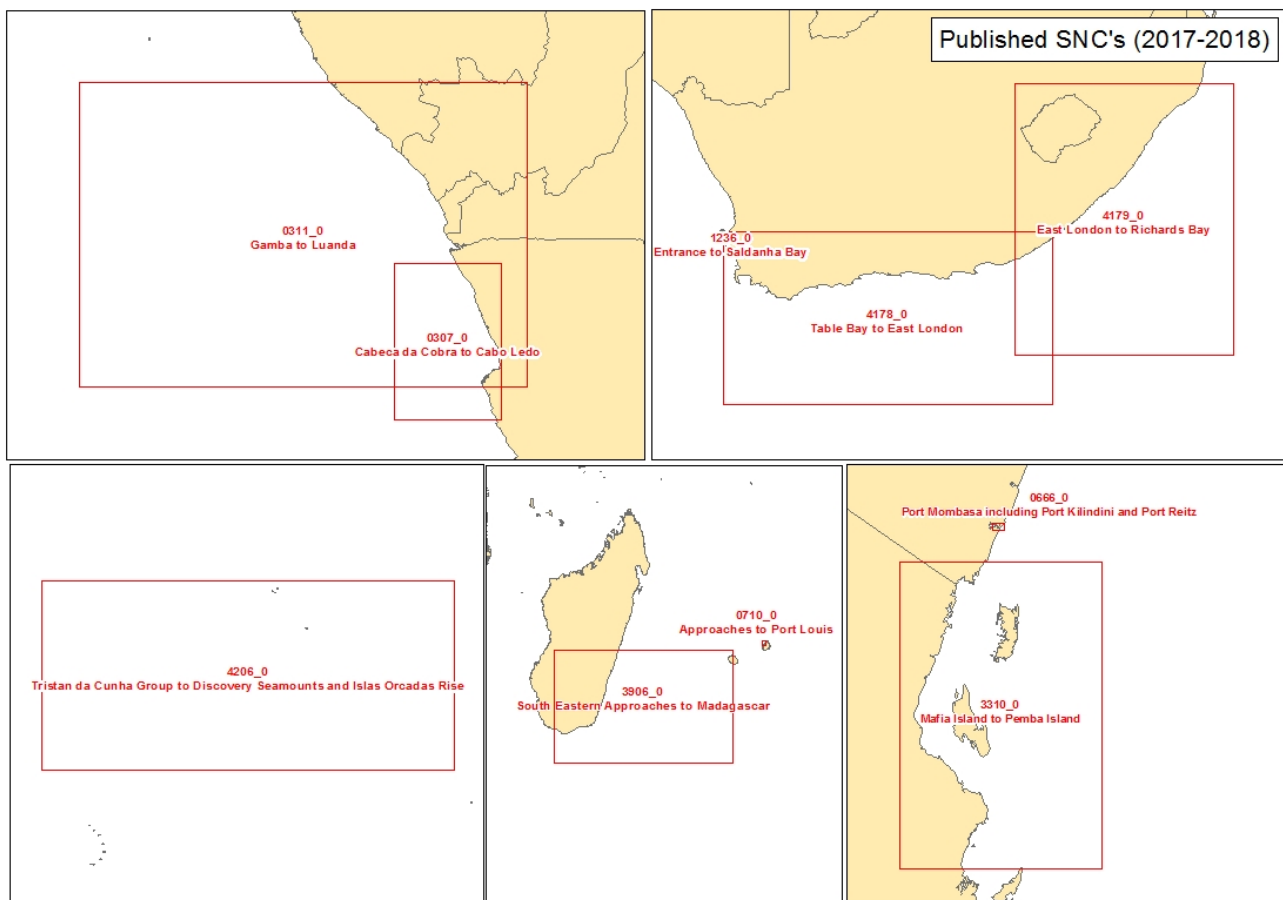 Published SNC's (2017-2018)
0311_0
Gamba to Luanda
0307_0
Cabeca da Cobra to Cabo Ledo
1236_0
Entrance to Saldanha Bay
4179_0
East London to Richards Bay
4178_0
Table Bay to East London
4206_0
Tristan da Cunha Group to Discovery Seamounts and Islas Orcadas Rise
0710_0
Approaches to Port Louis
3906_0
South Eastern Approaches to Madagascar
0666_0
Port Mombasa including Port Kilindini and Port Reitz
3310_0
Mafia Island to Pemba Island